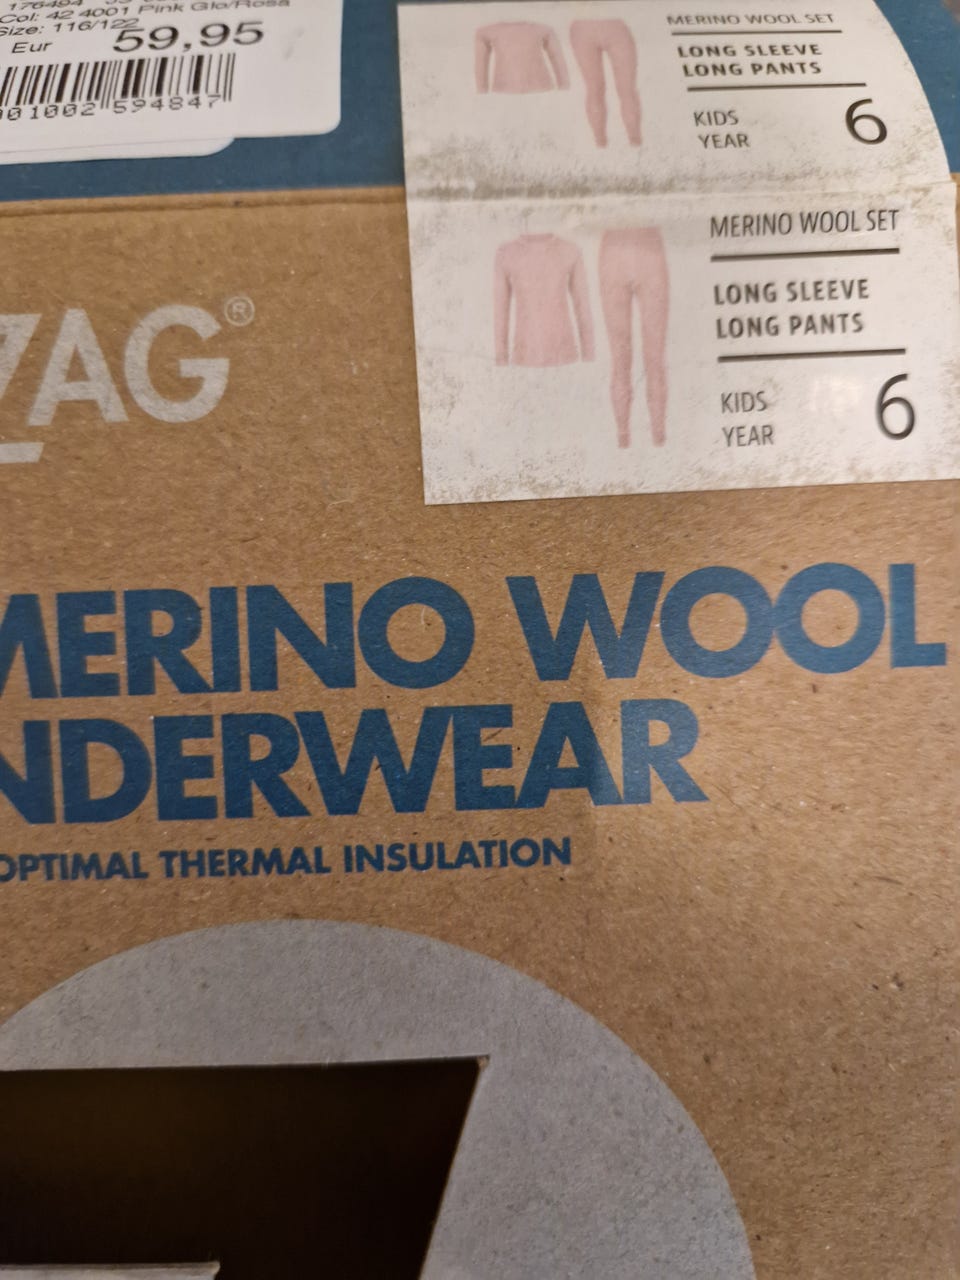 176494
Col: 42 4001 Pink Glo/Rosa
Size: 116/122
Eur 59,95
001002 594847
MERINO WOOL SET
LONG SLEEVE
LONG PANTS
KIDS
YEAR 6
MERINO WOOL SET
LONG SLEEVE
LONG PANTS
KIDS
YEAR 6
ZAG®
MERINO WOOL
NDERWEAR
OPTIMAL THERMAL INSULATION